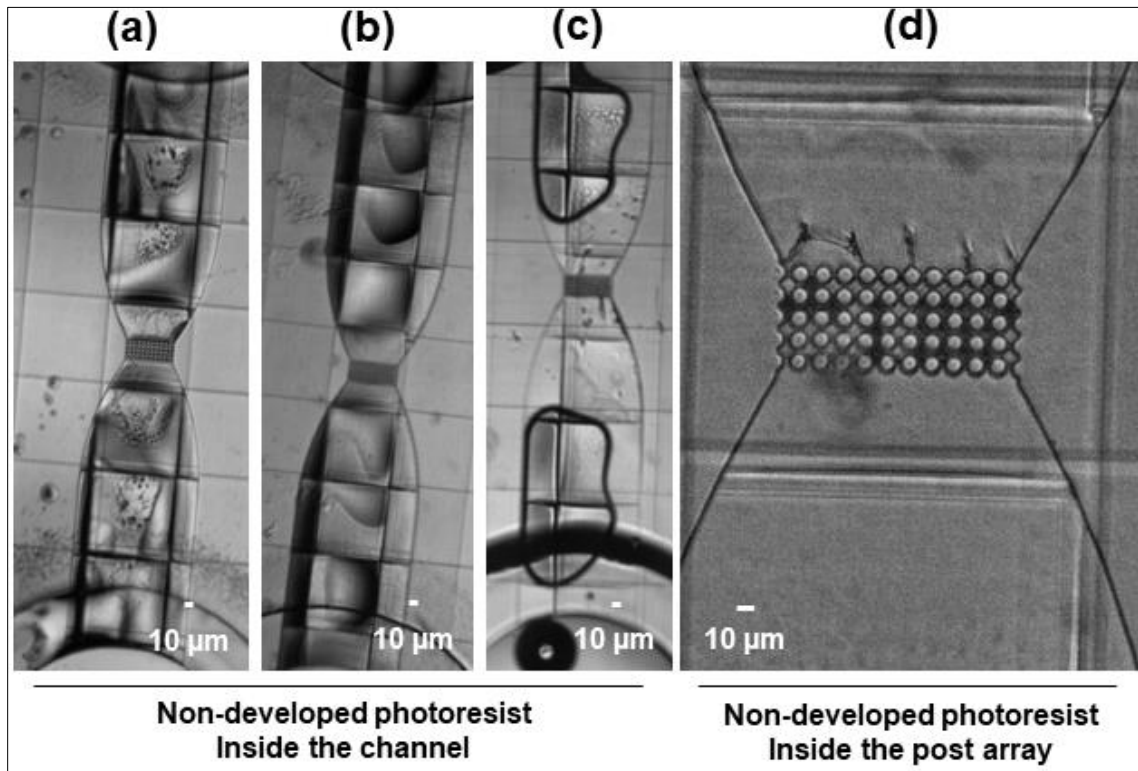 (a) (b) (c) (d)
10 µm 10 µm 10 µm 10 µm
Non-developed photoresist
Inside the channel
Non-developed photoresist
Inside the post array